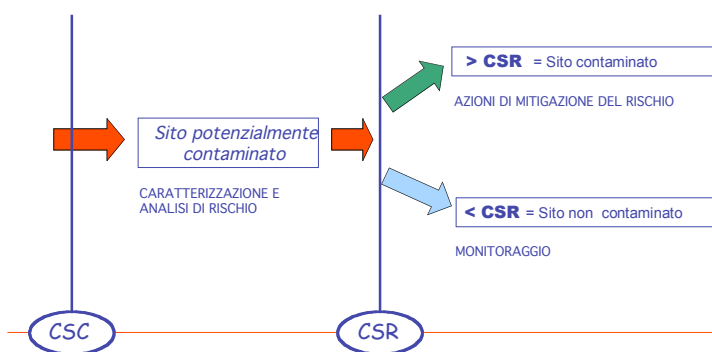 > CSR = Sito contaminato
AZIONI DI MITIGAZIONE DEL RISCHIO
Sito potenzialmente
contaminato
CARATTERIZZAZIONE E
ANALISI DI RISCHIO
< CSR = Sito non contaminato
MONITORAGGIO
CSC
CSR